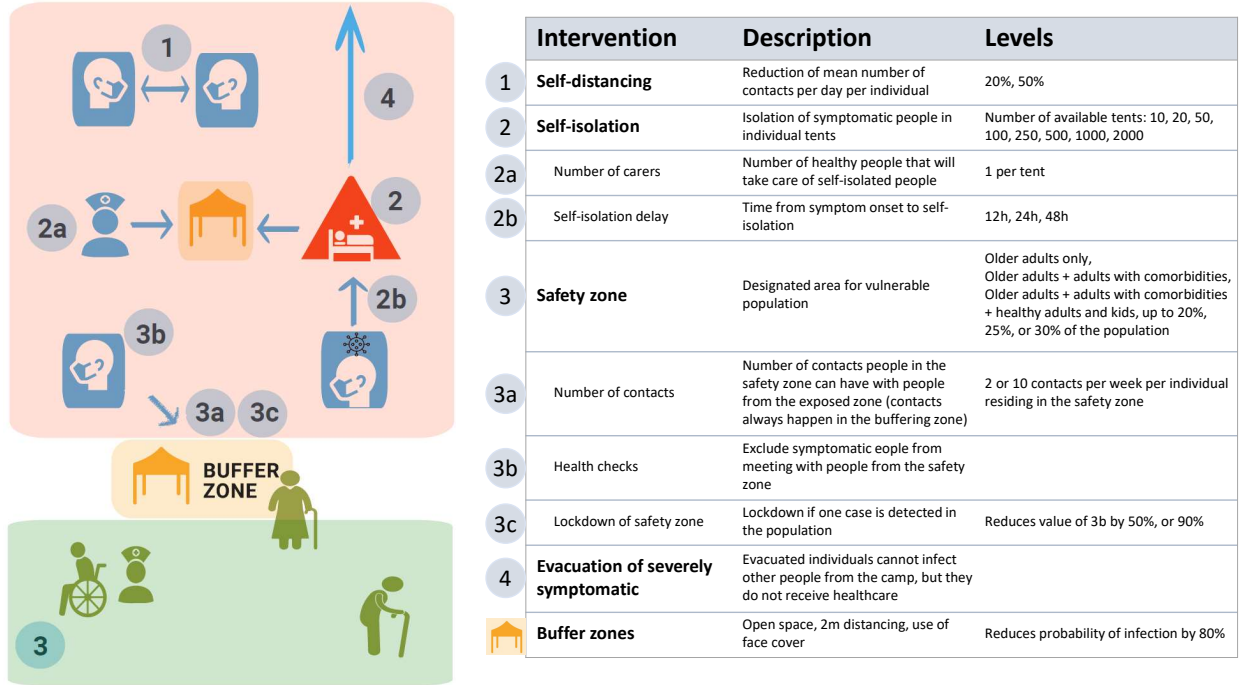 1
4
2
2a
3b
2b
3a
3c
BUFFER
ZONE
3
Intervention Description Levels
1 Self-distancing Reduction of mean number of
contacts per day per individual 20%, 50%
2 Self-isolation Isolation of symptomatic people in
individual tents Number of available tents: 10, 20, 50,
100, 250, 500, 1000, 2000
2a Number of carers Number of healthy people that will
take care of self-isolated people 1 per tent
2b Self-isolation delay Time from symptom onset to self-
isolation 12h, 24h, 48h
3 Safety zone Designated area for vulnerable
population Older adults only,
Older adults + adults with comorbidities,
Older adults + adults with comorbidities
+ healthy adults and kids, up to 20%,
25%, or 30% of the population
3a Number of contacts Number of contacts people in the
safety zone can have with people
from the exposed zone (contacts
always happen in the buffering zone) 2 or 10 contacts per week per individual
residing in the safety zone
3b Health checks Exclude symptomatic eople from
meeting with people from the safety
zone
3c Lockdown of safety zone Lockdown if one case is detected in
the population Reduces value of 3b by 50%, or 90%
4 Evacuation of severely
symptomatic Evacuated individuals cannot infect
other people from the camp, but they
do not receive healthcare
Buffer zones Open space, 2m distancing, use of
face cover Reduces probability of infection by 80%